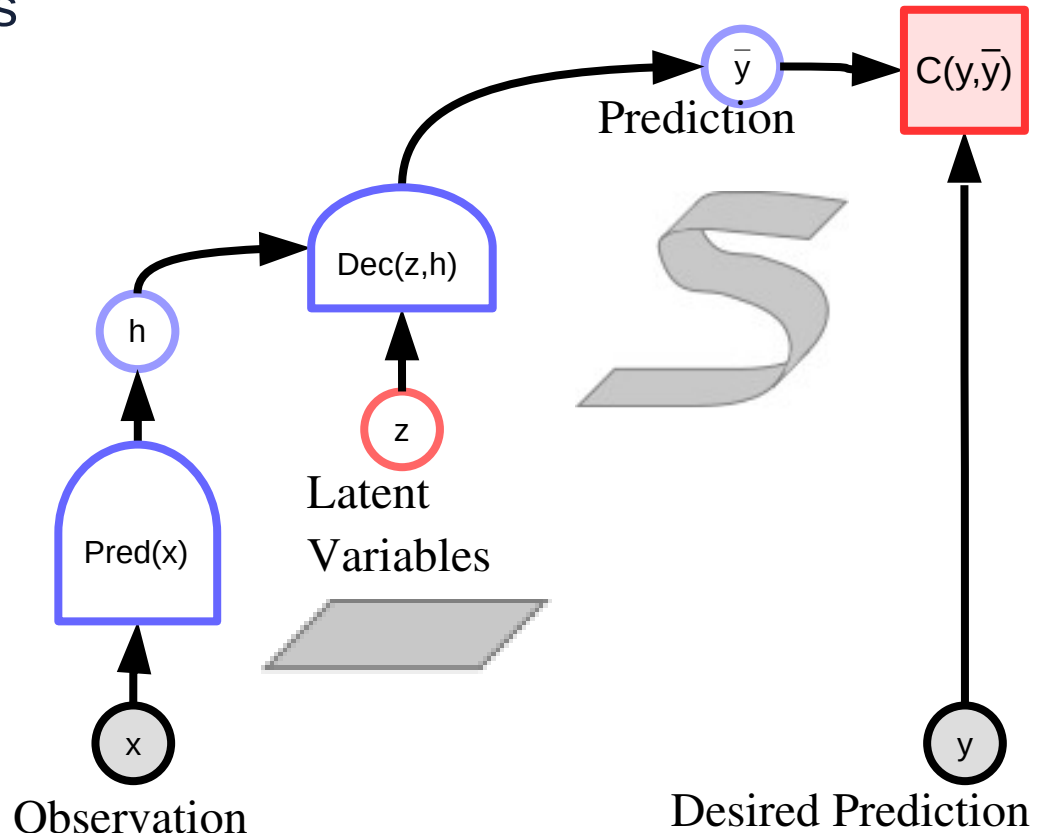 s
ȳ
C(y,ȳ)
Prediction
Dec(z,h)
h
z
Latent
Variables
Pred(x)
x
y
Observation
Desired Prediction